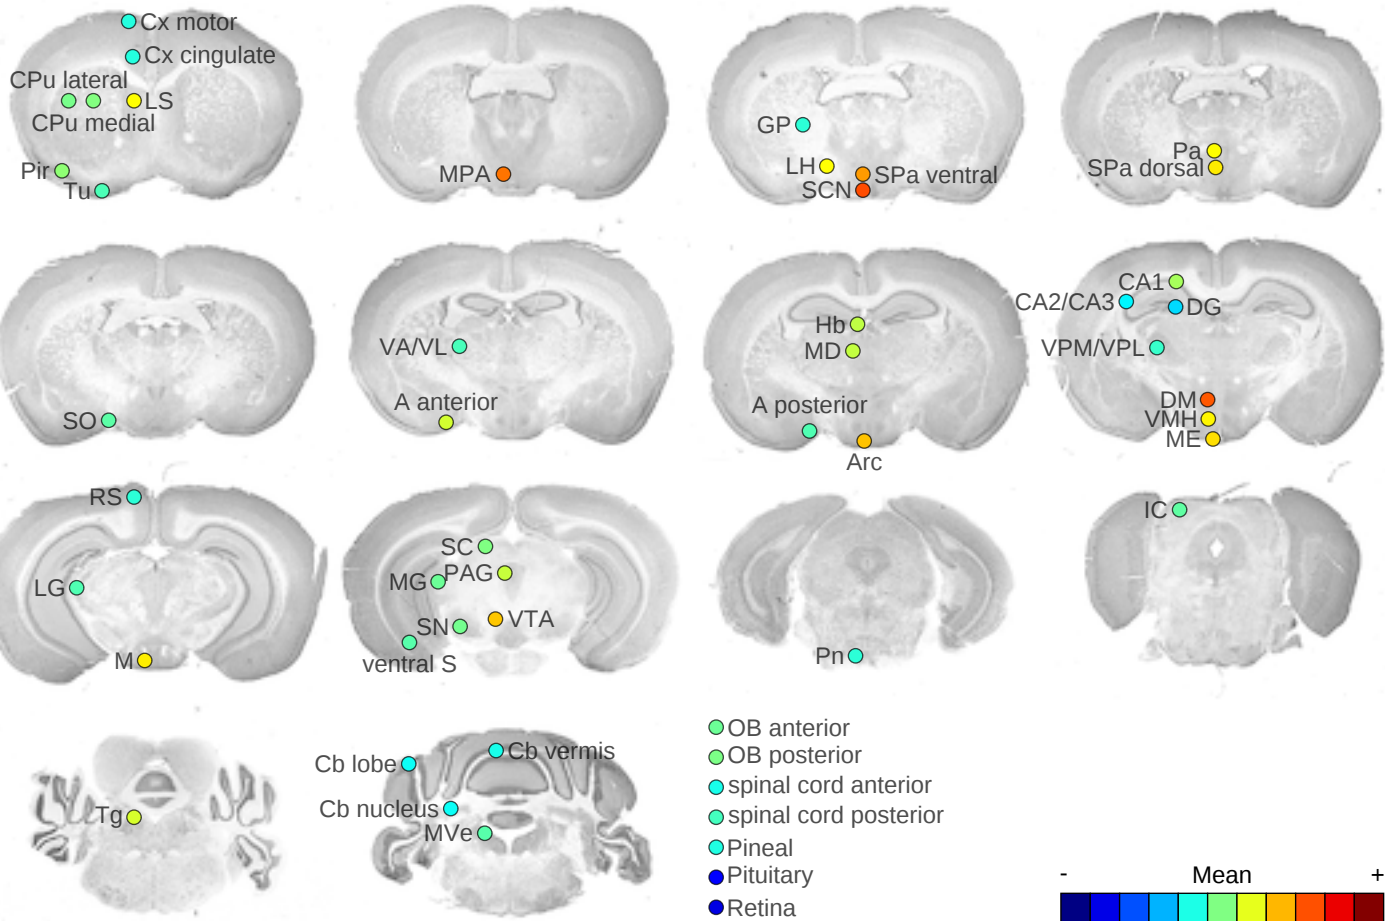 Cx motor
Cx cingulate
CPu lateral
LS
CPu medial
Pir
Tu
MPA
GP
LH
SPa ventral
SCN
Pa
SPa dorsal
SO
VA/VL
A anterior
Hb
MD
A posterior
Arc
CA1
CA2/CA3
DG
VPM/VPL
DM
VMH
ME
RS
LG
M
SC
MG
PAG
SN
VTA
ventral S
Pn
IC
Tg
Cb lobe
Cb vermis
Cb nucleus
MVe
OB anterior
OB posterior
spinal cord anterior
spinal cord posterior
Pineal
Pituitary
Retina
- Mean +